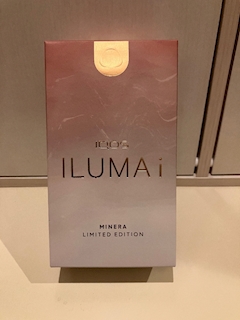 IQOS
ILUMA i
MINERA
LIMITED EDITION